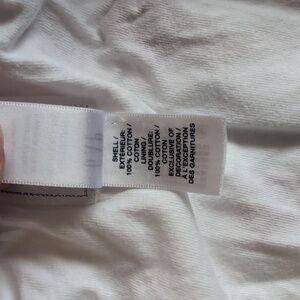 SHELL /
EXTÉRIEUR:
100% COTTON /
COTON
LINING /
DOUBLURE:
100% COTTON /
COTON
EXCLUSIVE OF
DECORATION /
À L'EXCEPTION
DES GARNITURES